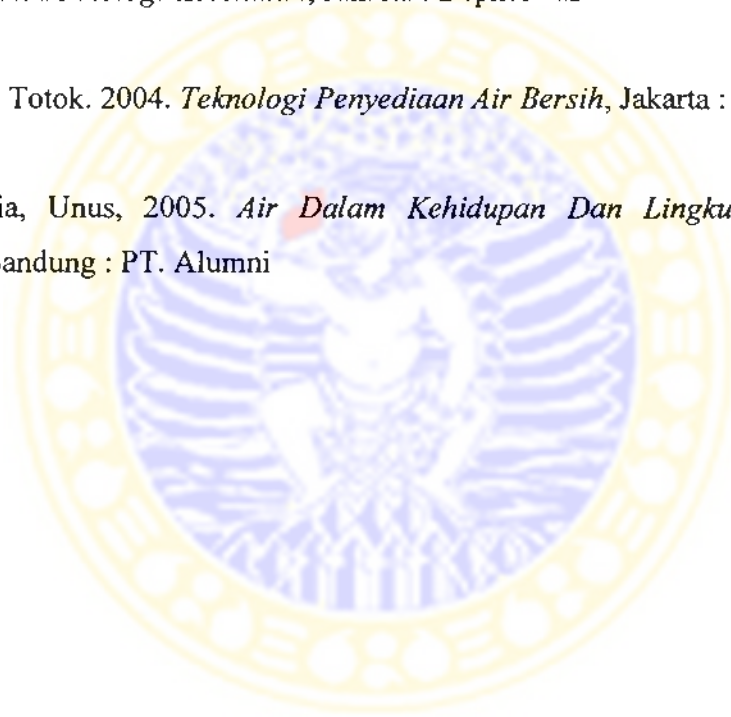 Totok. 2004. Teknologi Penyediaan Air Bersih, Jakarta :
ia, Unus, 2005. Air Dalam Kehidupan Dan Lingku
andung : PT. Alumni